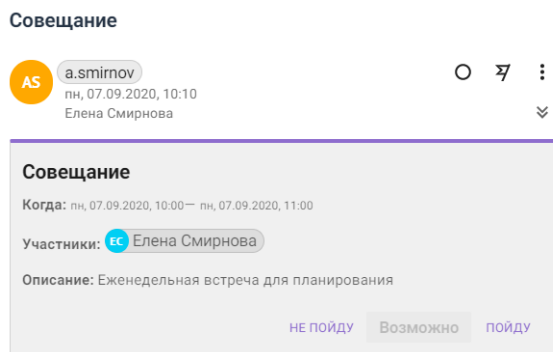 Совещание
AS
a.smirnov
пн, 07.09.2020, 10:10
Елена Смирнова
Совещание
Когда: пн, 07.09.2020, 10:00— пн, 07.09.2020, 11:00
Участники: ЕС Елена Смирнова
Описание: Еженедельная встреча для планирования
НЕ ПОЙДУ Возможно ПОЙДУ